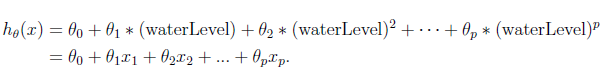 h_θ(x) = θ_0 + θ_1 ∗ (waterLevel) + θ_2 ∗ (waterLevel)^2 + ⋯ + θ_p ∗ (waterLevel)^p
= θ_0 + θ_1x_1 + θ_2x_2 + ... + θ_px_p.